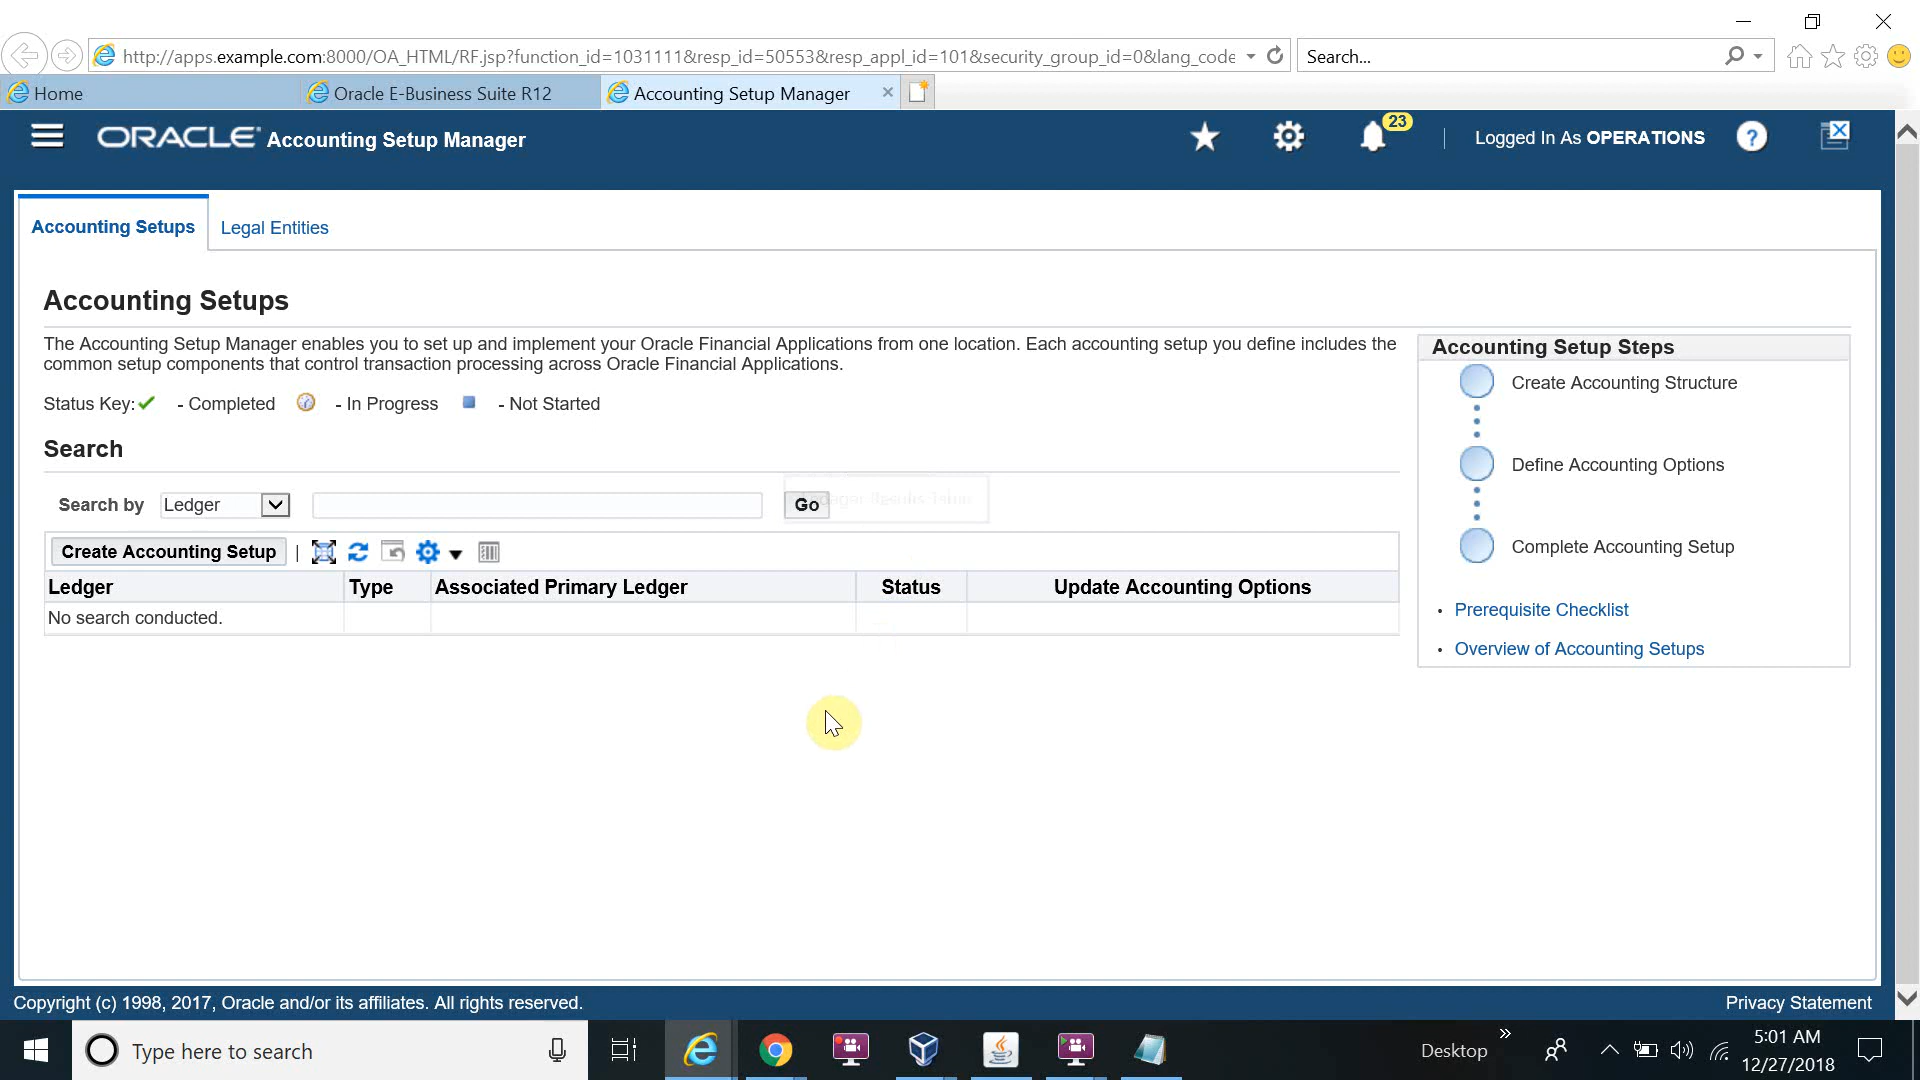 http://apps.example.com:8000/OA_HTML/RF.jsp?function_id=1031111&resp_id=50553&resp_appl_id=101&security_group_id=0&lang_code
Search...
Home
Oracle E-Business Suite R12
Accounting Setup Manager
ORACLE Accounting Setup Manager
23
Logged In As OPERATIONS
?
Accounting Setups
Legal Entities
Accounting Setups
The Accounting Setup Manager enables you to set up and implement your Oracle Financial Applications from one location. Each accounting setup you define includes the
common setup components that control transaction processing across Oracle Financial Applications.
Status Key: - Completed - In Progress - Not Started
Search
Search by Ledger Go
Create Accounting Setup |
Ledger Type Associated Primary Ledger Status Update Accounting Options
No search conducted.
Accounting Setup Steps
Create Accounting Structure
Define Accounting Options
Complete Accounting Setup
• Prerequisite Checklist
• Overview of Accounting Setups
Copyright (c) 1998, 2017, Oracle and/or its affiliates. All rights reserved.
Privacy Statement
Type here to search
Desktop
5:01 AM
12/27/2018